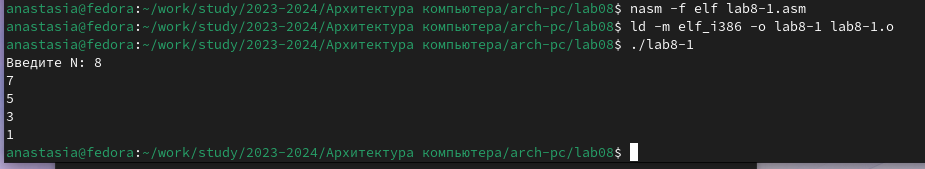 anastasia@fedora:~/work/study/2023-2024/Архитектура компьютера/arch-pc/lab08$ nasm -f elf lab8-1.asm
anastasia@fedora:~/work/study/2023-2024/Архитектура компьютера/arch-pc/lab08$ ld -m elf_i386 -o lab8-1 lab8-1.o
anastasia@fedora:~/work/study/2023-2024/Архитектура компьютера/arch-pc/lab08$ ./lab8-1
Введите N: 8
7
5
3
1
anastasia@fedora:~/work/study/2023-2024/Архитектура компьютера/arch-pc/lab08$